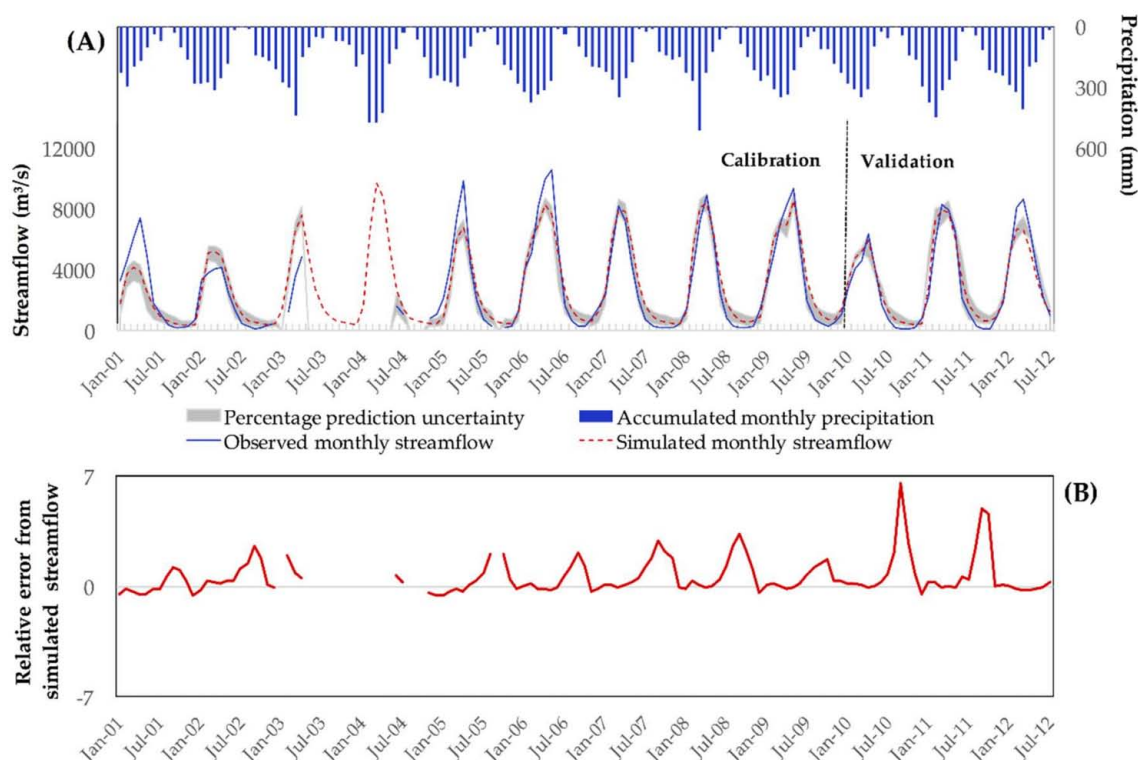 (A)
0
300
600
Precipitation (mm)
12000
8000
4000
0
Streamflow (m³/s)
Calibration
Validation
Jan-01
Jul-01
Jan-02
Jul-02
Jan-03
Jul-03
Jan-04
Jul-04
Jan-05
Jul-05
Jan-06
Jul-06
Jan-07
Jul-07
Jan-08
Jul-08
Jan-09
Jul-09
Jan-10
Jul-10
Jan-11
Jul-11
Jan-12
Jul-12
Percentage prediction uncertainty
Accumulated monthly precipitation
Observed monthly streamflow
Simulated monthly streamflow
(B)
7
0
-7
Relative error from
simulated streamflow
Jan-01
Jul-01
Jan-02
Jul-02
Jan-03
Jul-03
Jan-04
Jul-04
Jan-05
Jul-05
Jan-06
Jul-06
Jan-07
Jul-07
Jan-08
Jul-08
Jan-09
Jul-09
Jan-10
Jul-10
Jan-11
Jul-11
Jan-12
Jul-12